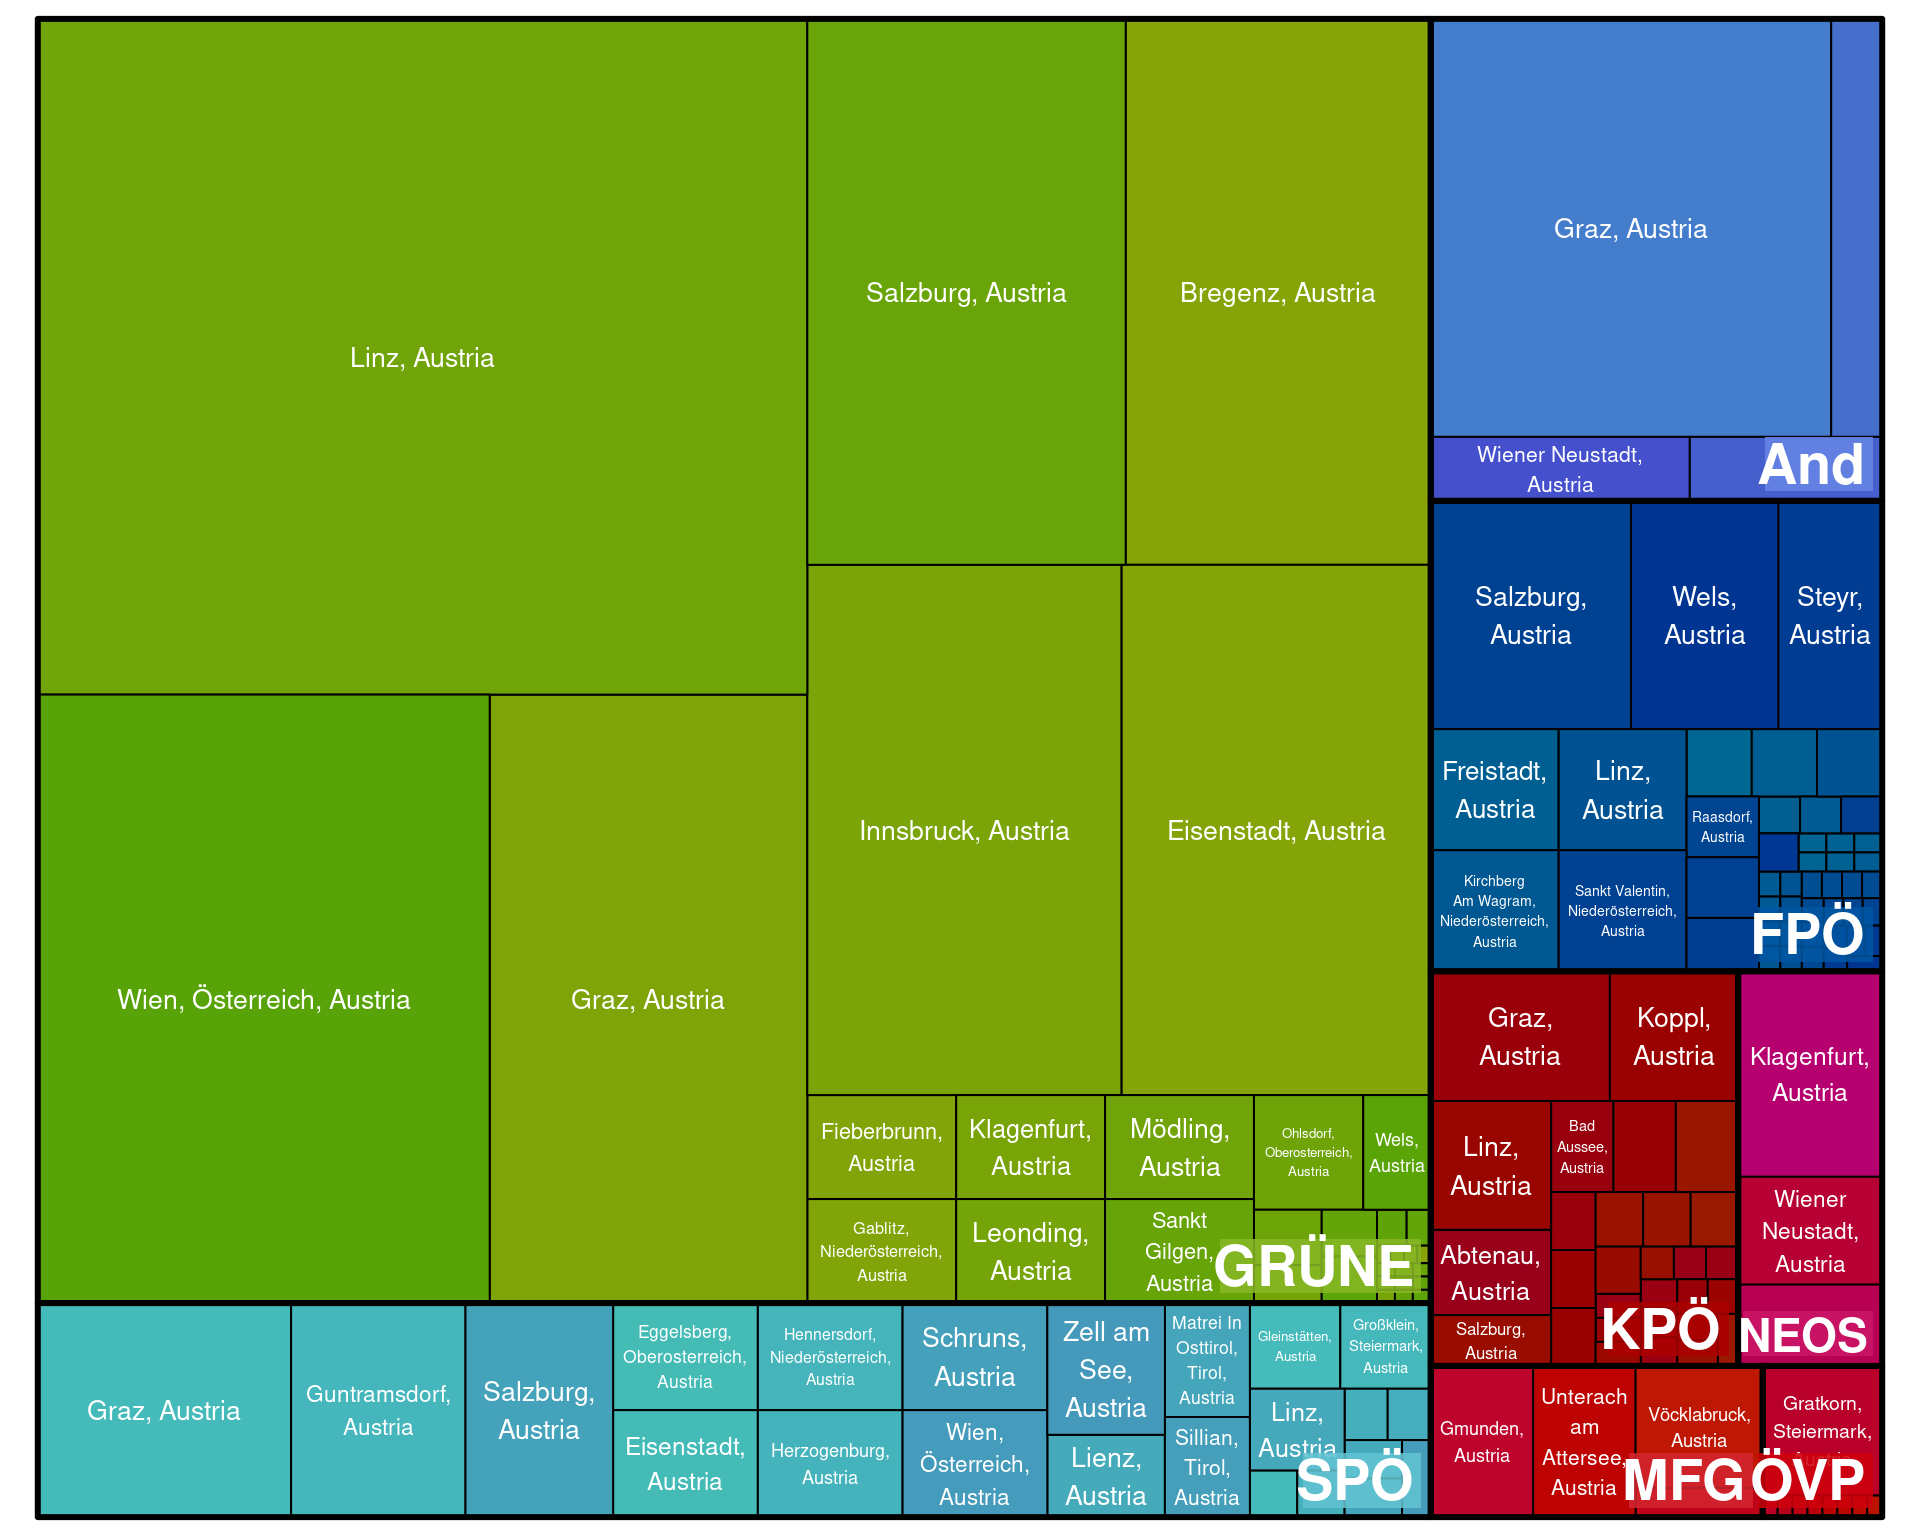 Linz, Austria
Salzburg, Austria
Bregenz, Austria
Wien, Österreich, Austria
Graz, Austria
Innsbruck, Austria
Eisenstadt, Austria
Fieberbrunn,
Austria
Klagenfurt,
Austria
Mödling,
Austria
Ohlsdorf,
Oberosterreich,
Austria
Wels,
Austria
Gablitz,
Niederösterreich,
Austria
Leonding,
Austria
Sankt
Gilgen,
Austria
GRÜNE
Graz, Austria
Guntramsdorf,
Austria
Salzburg,
Austria
Eggelsberg,
Oberosterreich,
Austria
Eisenstadt,
Austria
Hennersdorf,
Niederösterreich,
Austria
Herzogenburg,
Austria
Schruns,
Austria
Wien,
Österreich,
Austria
Zell am
See,
Austria
Lienz,
Austria
Matrei In
Osttirol,
Tirol,
Austria
Sillian,
Tirol,
Austria
Gleinstätten,
Austria
Großklein,
Steiermark,
Austria
Linz,
Austria
SPÖ
Graz, Austria
Wiener Neustadt,
Austria
And
Salzburg,
Austria
Wels,
Austria
Steyr,
Austria
Freistadt,
Austria
Linz,
Austria
Raasdorf,
Austria
Kirchberg
Am Wagram,
Niederösterreich,
Austria
Sankt Valentin,
Niederösterreich,
Austria
FPÖ
Graz,
Austria
Koppl,
Austria
Linz,
Austria
Bad
Aussee,
Austria
Abtenau,
Austria
Salzburg,
Austria
KPÖ
Klagenfurt,
Austria
Wiener
Neustadt,
Austria
NEOS
Gmunden,
Austria
Unterach
am
Attersee,
Austria
Vöcklabruck,
Austria
MFG
Gratkorn,
Steiermark,
ÖVP